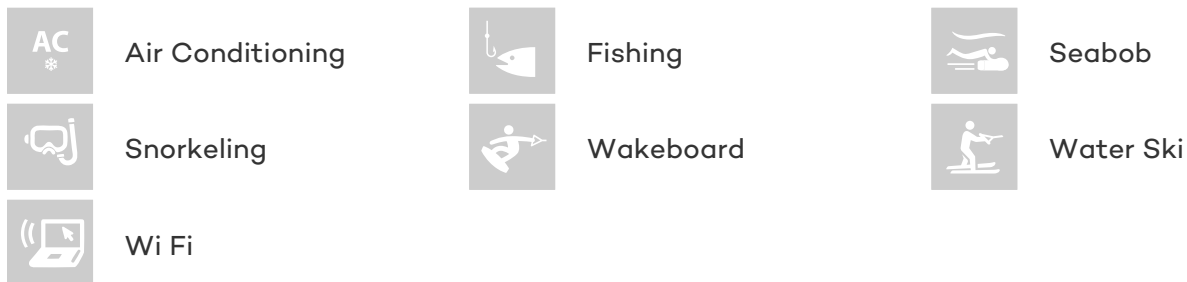 AC
Air Conditioning
Fishing
Seabob
Snorkeling
Wakeboard
Water Ski
Wi Fi